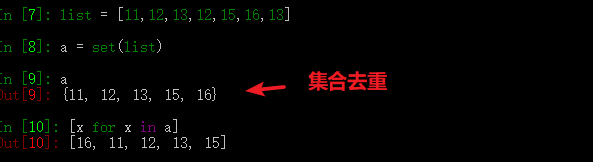 In [7]: list = [11,12,13,12,15,16,13]
In [8]: a = set(list)
In [9]: a
Out[9]: {11, 12, 13, 15, 16}
集合去重
In [10]: [x for x in a]
Out[10]: [16, 11, 12, 13, 15]